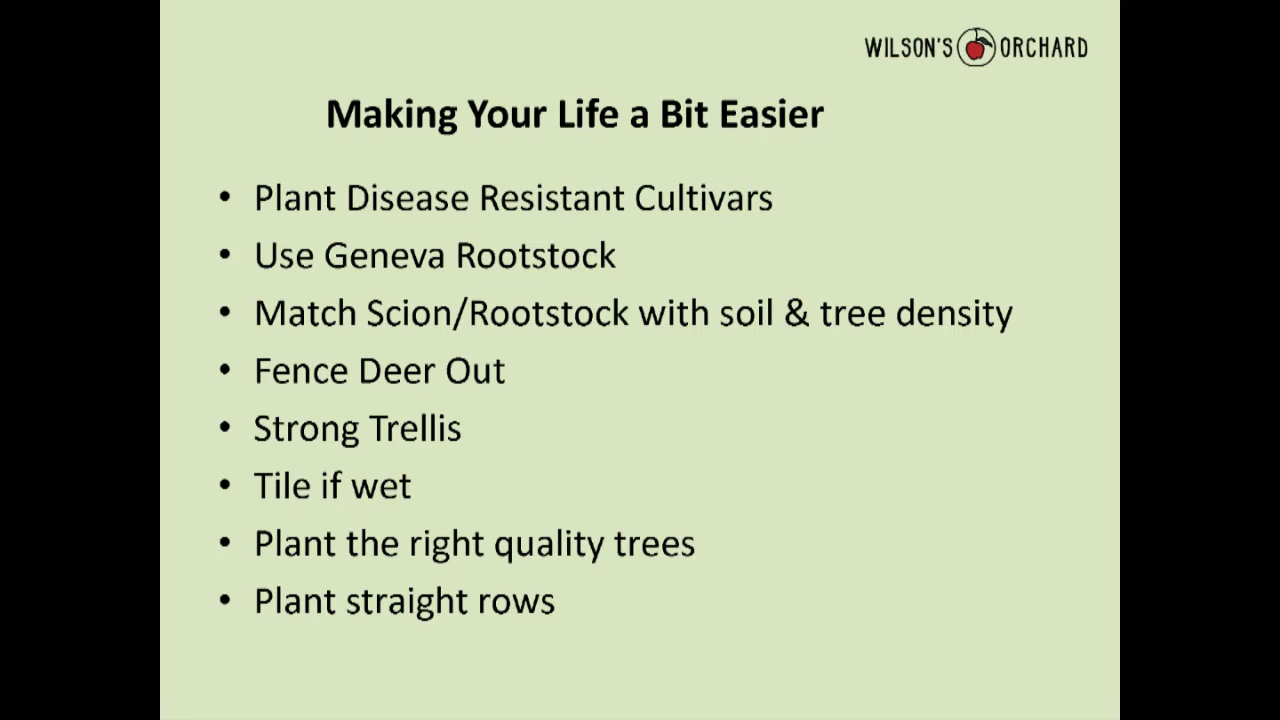 WILSON'S ORCHARD
Making Your Life a Bit Easier
• Plant Disease Resistant Cultivars
• Use Geneva Rootstock
• Match Scion/Rootstock with soil & tree density
• Fence Deer Out
• Strong Trellis
• Tile if wet
• Plant the right quality trees
• Plant straight rows